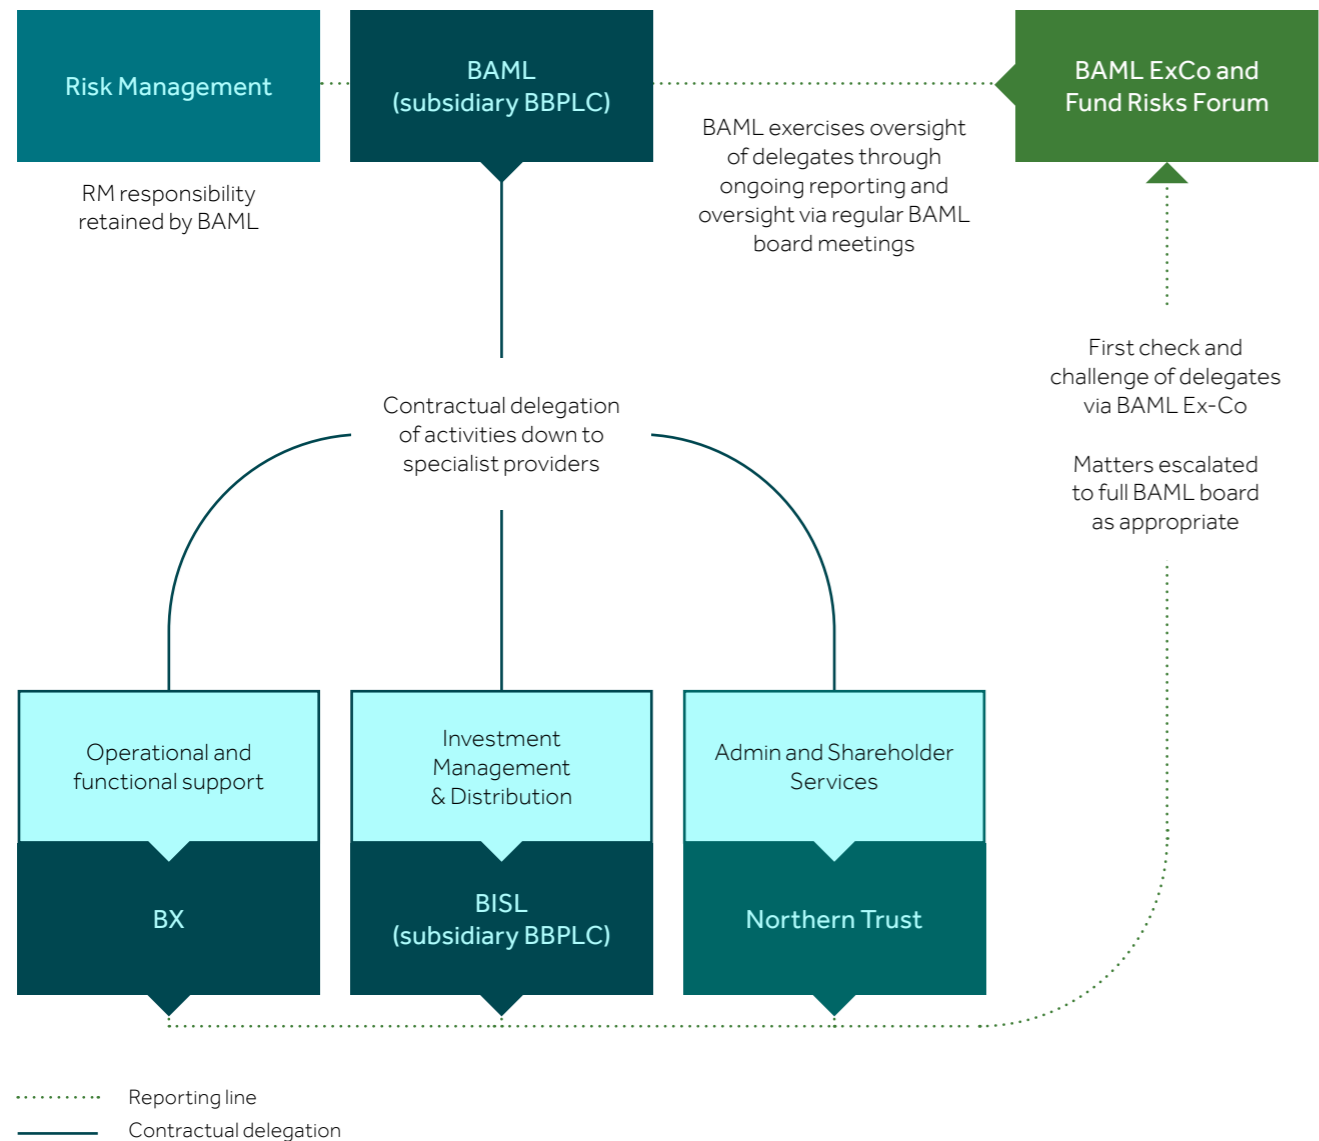 Risk Management
BAML
(subsidiary BBPLC)
BAML ExCo and
Fund Risks Forum
RM responsibility
retained by BAML
BAML exercises oversight
of delegates through
ongoing reporting and
oversight via regular BAML
board meetings
First check and
challenge of delegates
via BAML Ex-Co
Matters escalated
to full BAML board
as appropriate
Contractual delegation
of activities down to
specialist providers
Operational and
functional support
Investment
Management
& Distribution
Admin and Shareholder
Services
BX
BISL
(subsidiary BBPLC)
Northern Trust
Reporting line
Contractual delegation